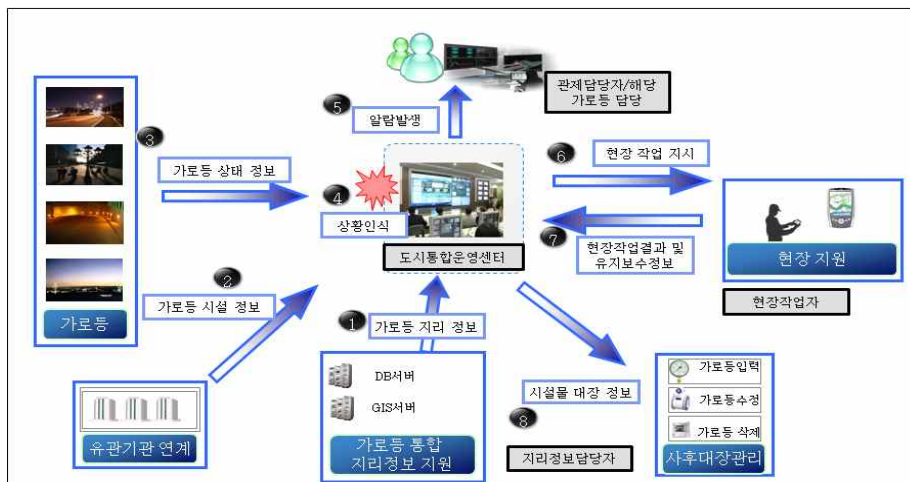 관제담당자/해당
가로등 담당
5
알람발생
3
가로등 상태 정보
6
현장 작업 지시
4
상황인식
도시통합운영센터
7
현장작업결과 및
유지보수정보
현장 지원
현장작업자
2
가로등 시설 정보
가로등
1
가로등 지리 정보
DB서버
GIS서버
가로등 통합
지리정보 지원
유관기관 연계
시설물 대장 정보
8
지리정보담당자
가로등입력
가로등수정
가로등 삭제
사후대장관리